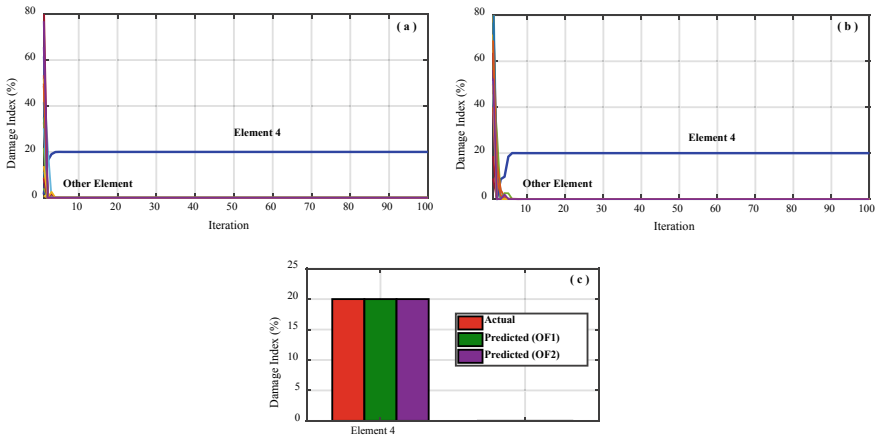 80
60
40
20
0
Damage Index (%)
( a )
Element 4
Other Element
10 20 30 40 50 60 70 80 90 100
Iteration
80
60
40
20
0
Damage Index (%)
( b )
Element 4
Other Element
10 20 30 40 50 60 70 80 90 100
Iteration
25
20
15
10
5
0
Damage Index (%)
( c )
Actual
Predicted (OF1)
Predicted (OF2)
Element 4